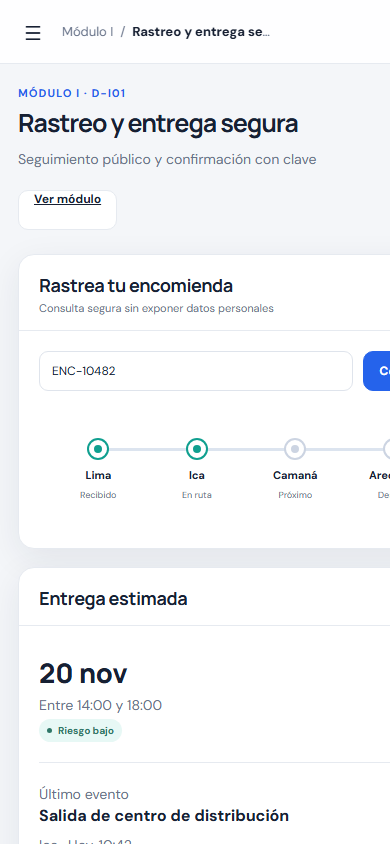 Módulo I / Rastreo y entrega se…
MÓDULO I · D-I01
Rastreo y entrega segura
Seguimiento público y confirmación con clave
Ver módulo
Rastrea tu encomienda
Consulta segura sin exponer datos personales
ENC-10482
Lima Ica Camaná
Recibido En ruta Próximo
Entrega estimada
20 nov
Entre 14:00 y 18:00
Riesgo bajo
Último evento
Salida de centro de distribución